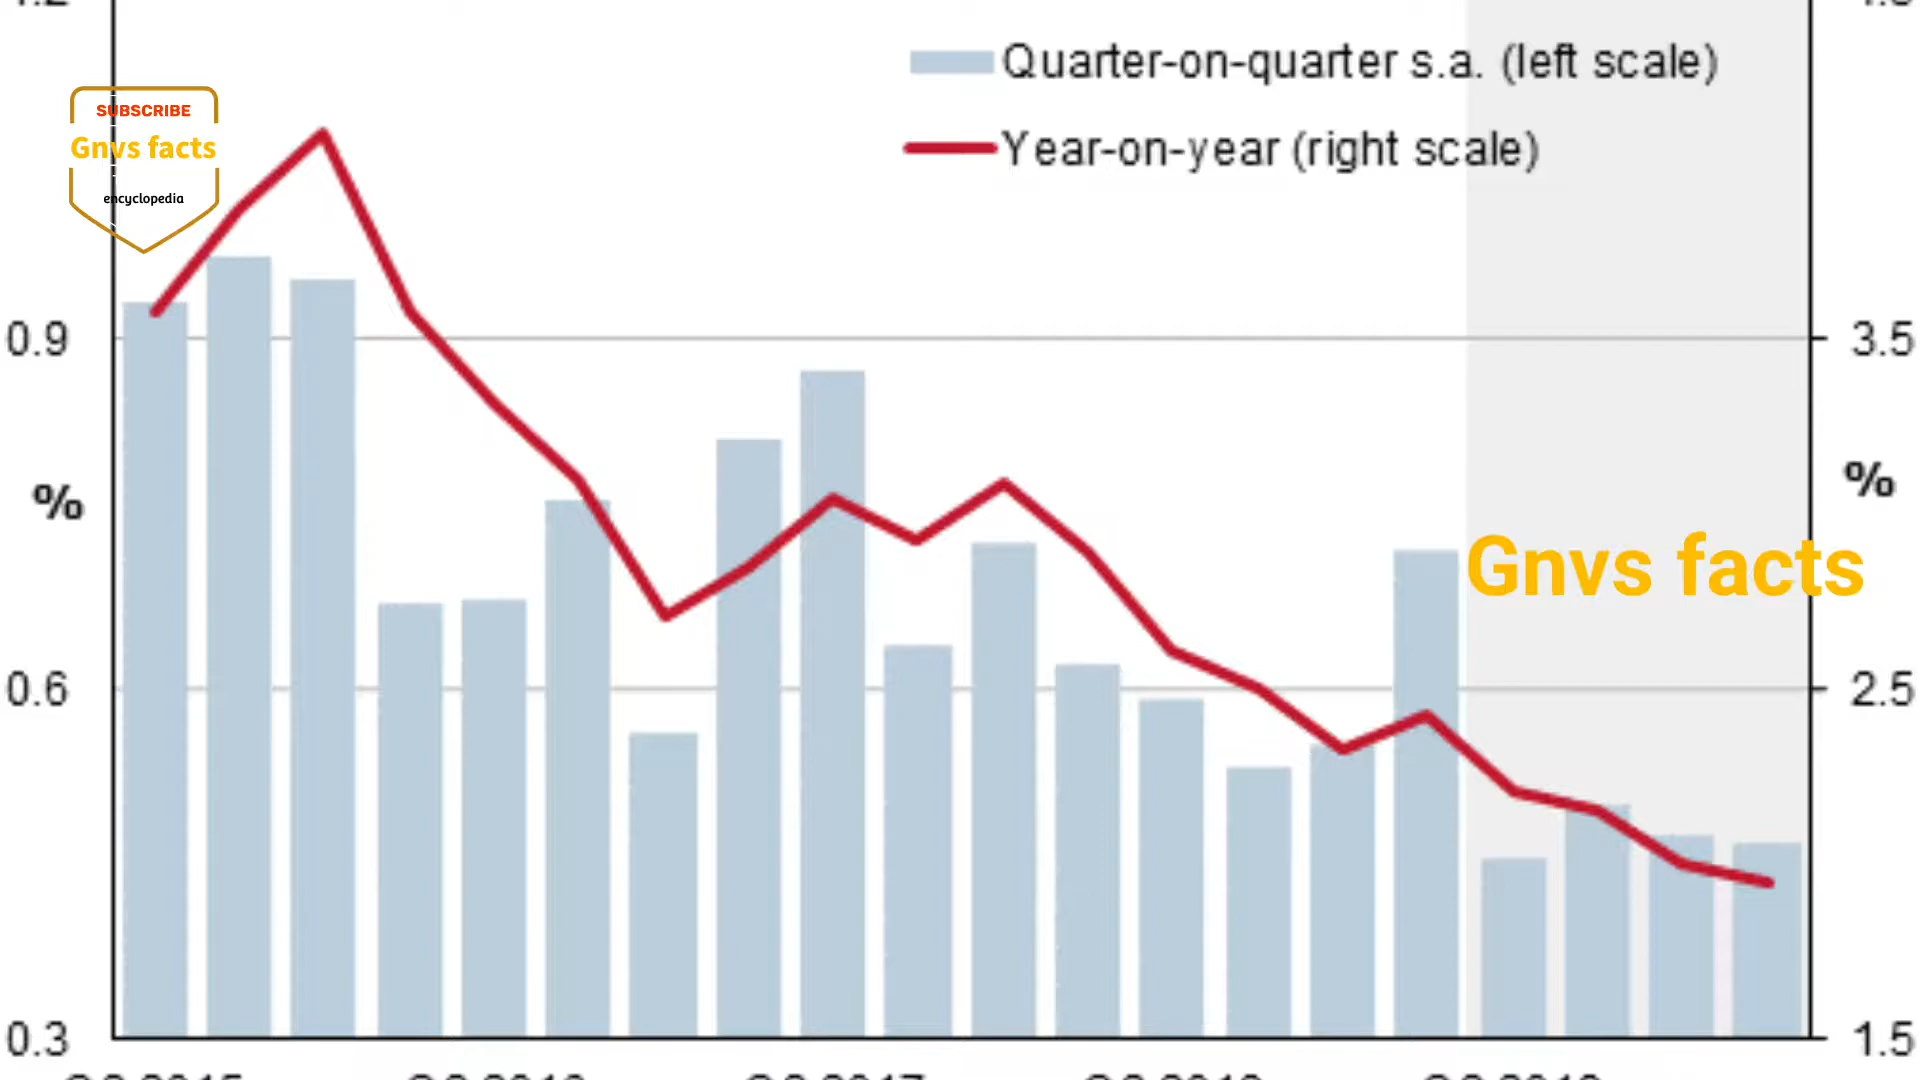 Quarter-on-quarter s.a. (left scale)
Year-on-year (right scale)
SUBSCRIBE
Gnvs facts
encyclopedia
0.9
3.5
%
%
Gnvs facts
0.6
2.5
0.3
1.5